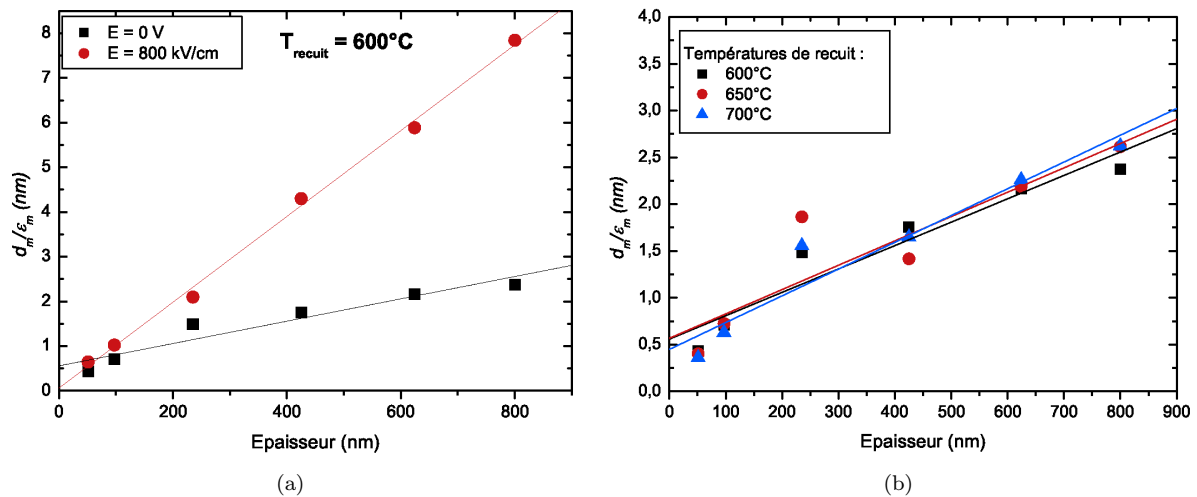 E = 0 V
E = 800 kV/cm
T_recuit = 600°C
8
7
6
5
4
3
2
1
0
d_m/ε_m (nm)
0 200 400 600 800
Epaisseur (nm)
(a)
Températures de recuit :
600°C
650°C
700°C
4,0
3,5
3,0
2,5
2,0
1,5
1,0
0,5
0,0
d_m/ε_m (nm)
0 100 200 300 400 500 600 700 800 900
Epaisseur (nm)
(b)